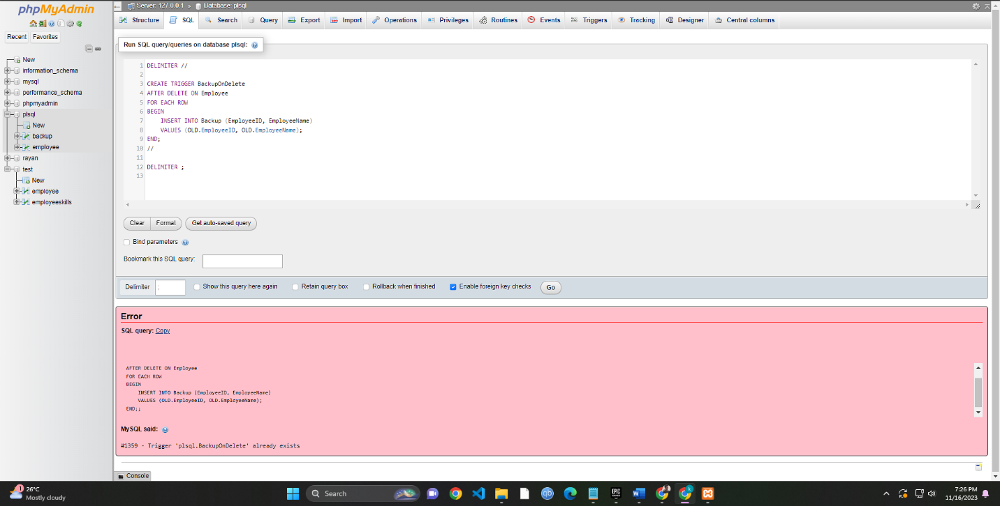 phpMyAdmin
Recent Favorites
New
information_schema
mysql
performance_schema
phpmyadmin
plsql
New
backup
employee
rayan
test
New
employee
employeeskills
Server: 127.0.0.1 » Database: plsql
Structure SQL Search Query Export Import Operations Privileges Routines Events Triggers Tracking Designer Central columns
Run SQL query/queries on database plsql:
1 DELIMITER //
2
3 CREATE TRIGGER BackupOnDelete
4 AFTER DELETE ON Employee
5 FOR EACH ROW
6 BEGIN
7 INSERT INTO Backup (EmployeeID, EmployeeName)
8 VALUES (OLD.EmployeeID, OLD.EmployeeName);
9 END;
10 //
11
12 DELIMITER ;
13
Clear Format Get auto-saved query
Bind parameters
Bookmark this SQL query:
Delimiter ; Show this query here again Retain query box Rollback when finished Enable foreign key checks Go
Error
SQL query: Copy
AFTER DELETE ON Employee
FOR EACH ROW
BEGIN
INSERT INTO Backup (EmployeeID, EmployeeName)
VALUES (OLD.EmployeeID, OLD.EmployeeName);
END;;
MySQL said:
#1359 - Trigger 'plsql.BackupOnDelete' already exists
Console
1
26°C
Mostly cloudy
Search
qb
EPIC
W
7:26 PM
11/16/2023